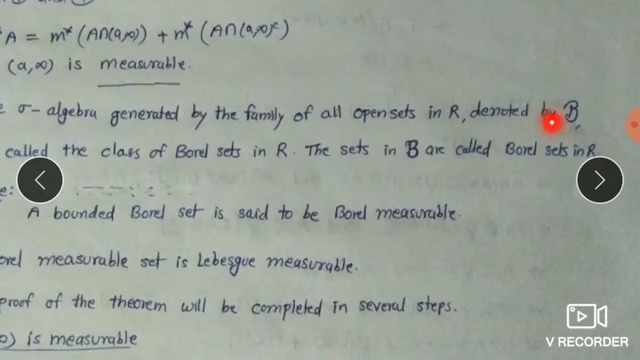 A = m* (A∩(a,∞)) + m* (A∩(a,∞)ᶜ)
(a,∞) is measurable.
σ-algebra generated by the family of all open sets in R, denoted by B
called the class of Borel sets in R. The sets in B are called Borel sets in R
A bounded Borel set is said to be Borel measurable.
orel measurable set is Lebesgue measurable.
proof of the theorem will be completed in several steps.
) is measurable
V RECORDER